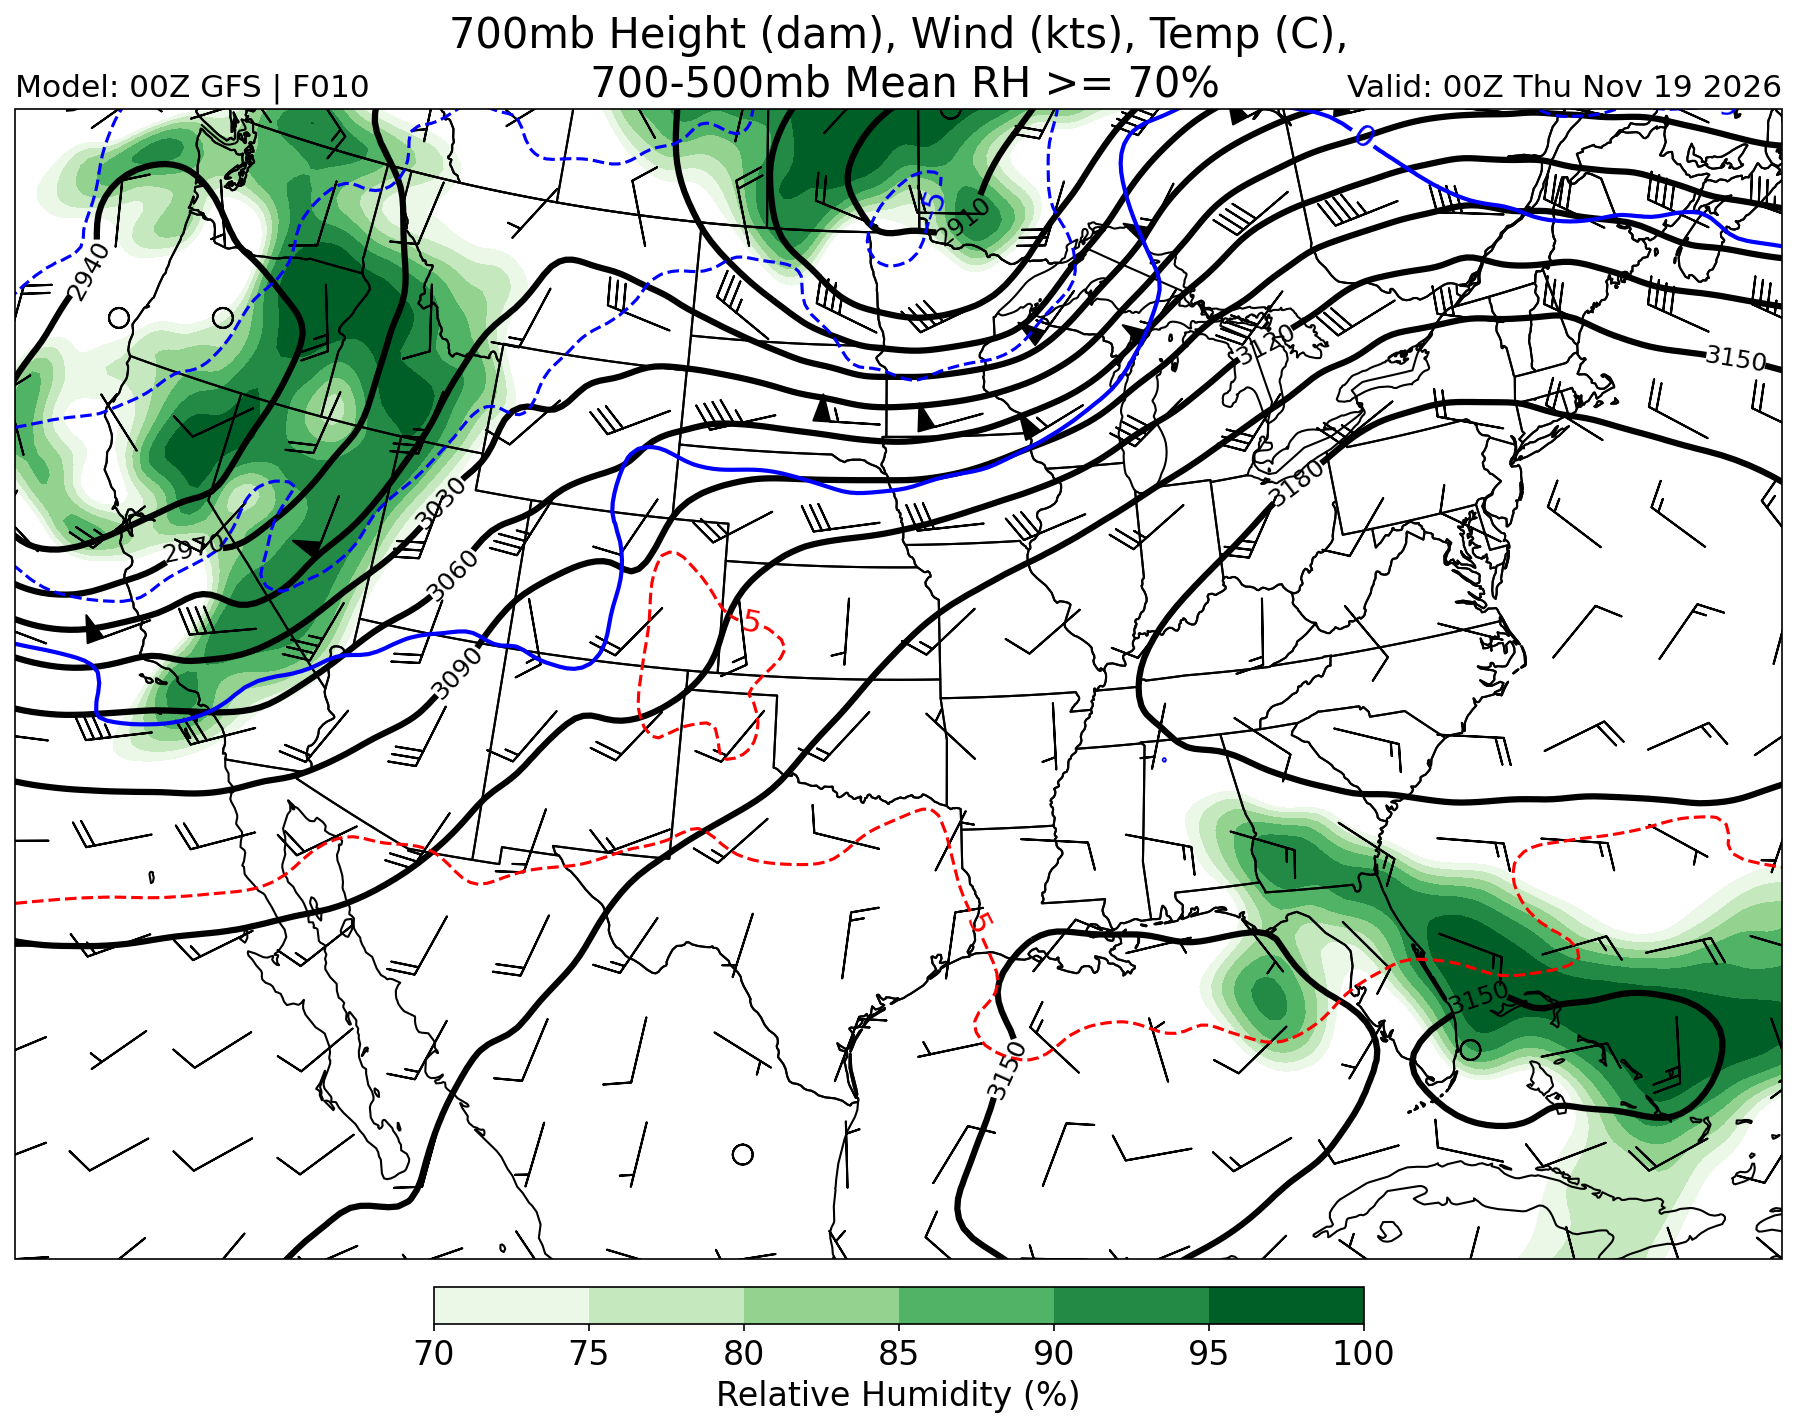 700mb Height (dam), Wind (kts), Temp (C),
700-500mb Mean RH >= 70%
Model: 00Z GFS | F010
Valid: 00Z Thu Nov 19 2026
0
-5
2910
2940
3120
3150
3180
3030
2970
3060
5
3090
5
3150
3150
70 75 80 85 90 95 100
Relative Humidity (%)